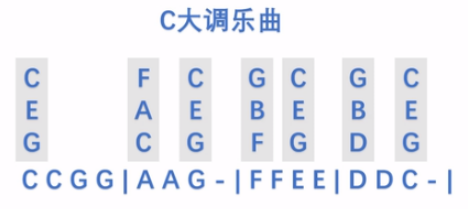 C大调乐曲
C F C G C G C
E A E B E B E
G C G F G D G
C C G G | A A G - | F F E E | D D C - |